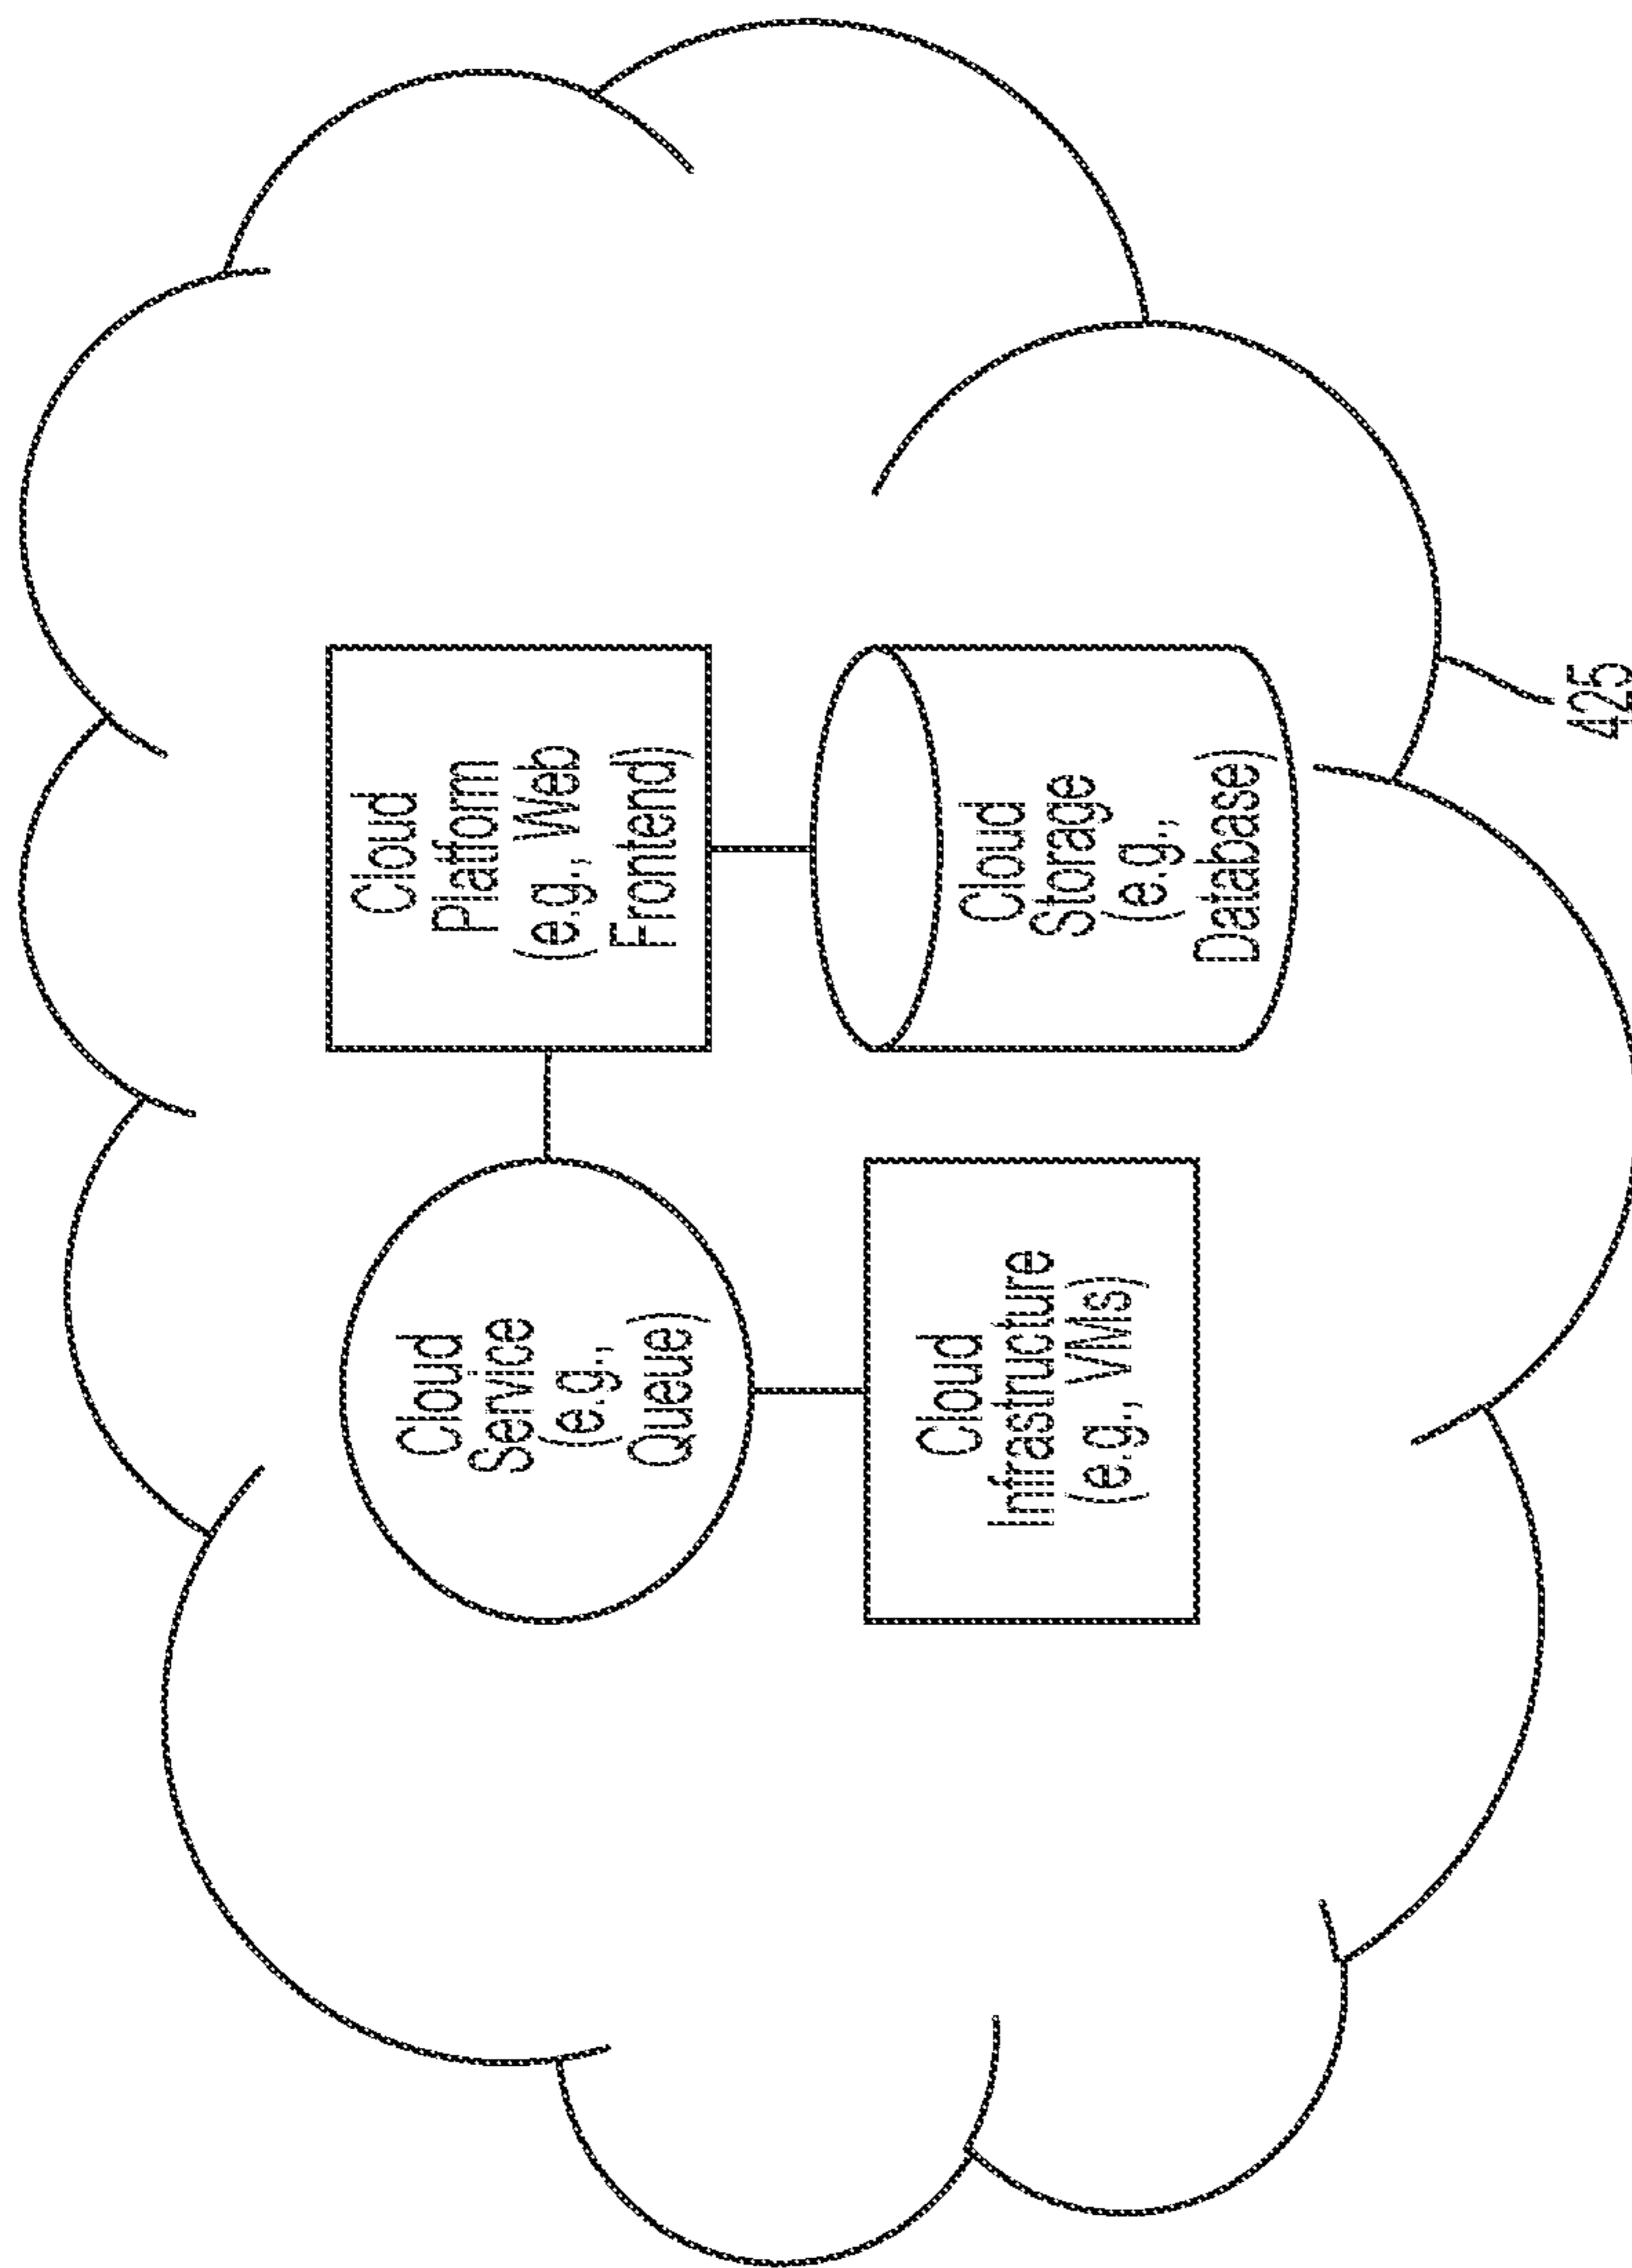 Cloud
Service
(e.g.,
Queue)
Cloud
Platform
(e.g., Web
Frontend)
Cloud
Infrastructure
(e.g., VMs)
Cloud
Storage
(e.g.,
Database)
425